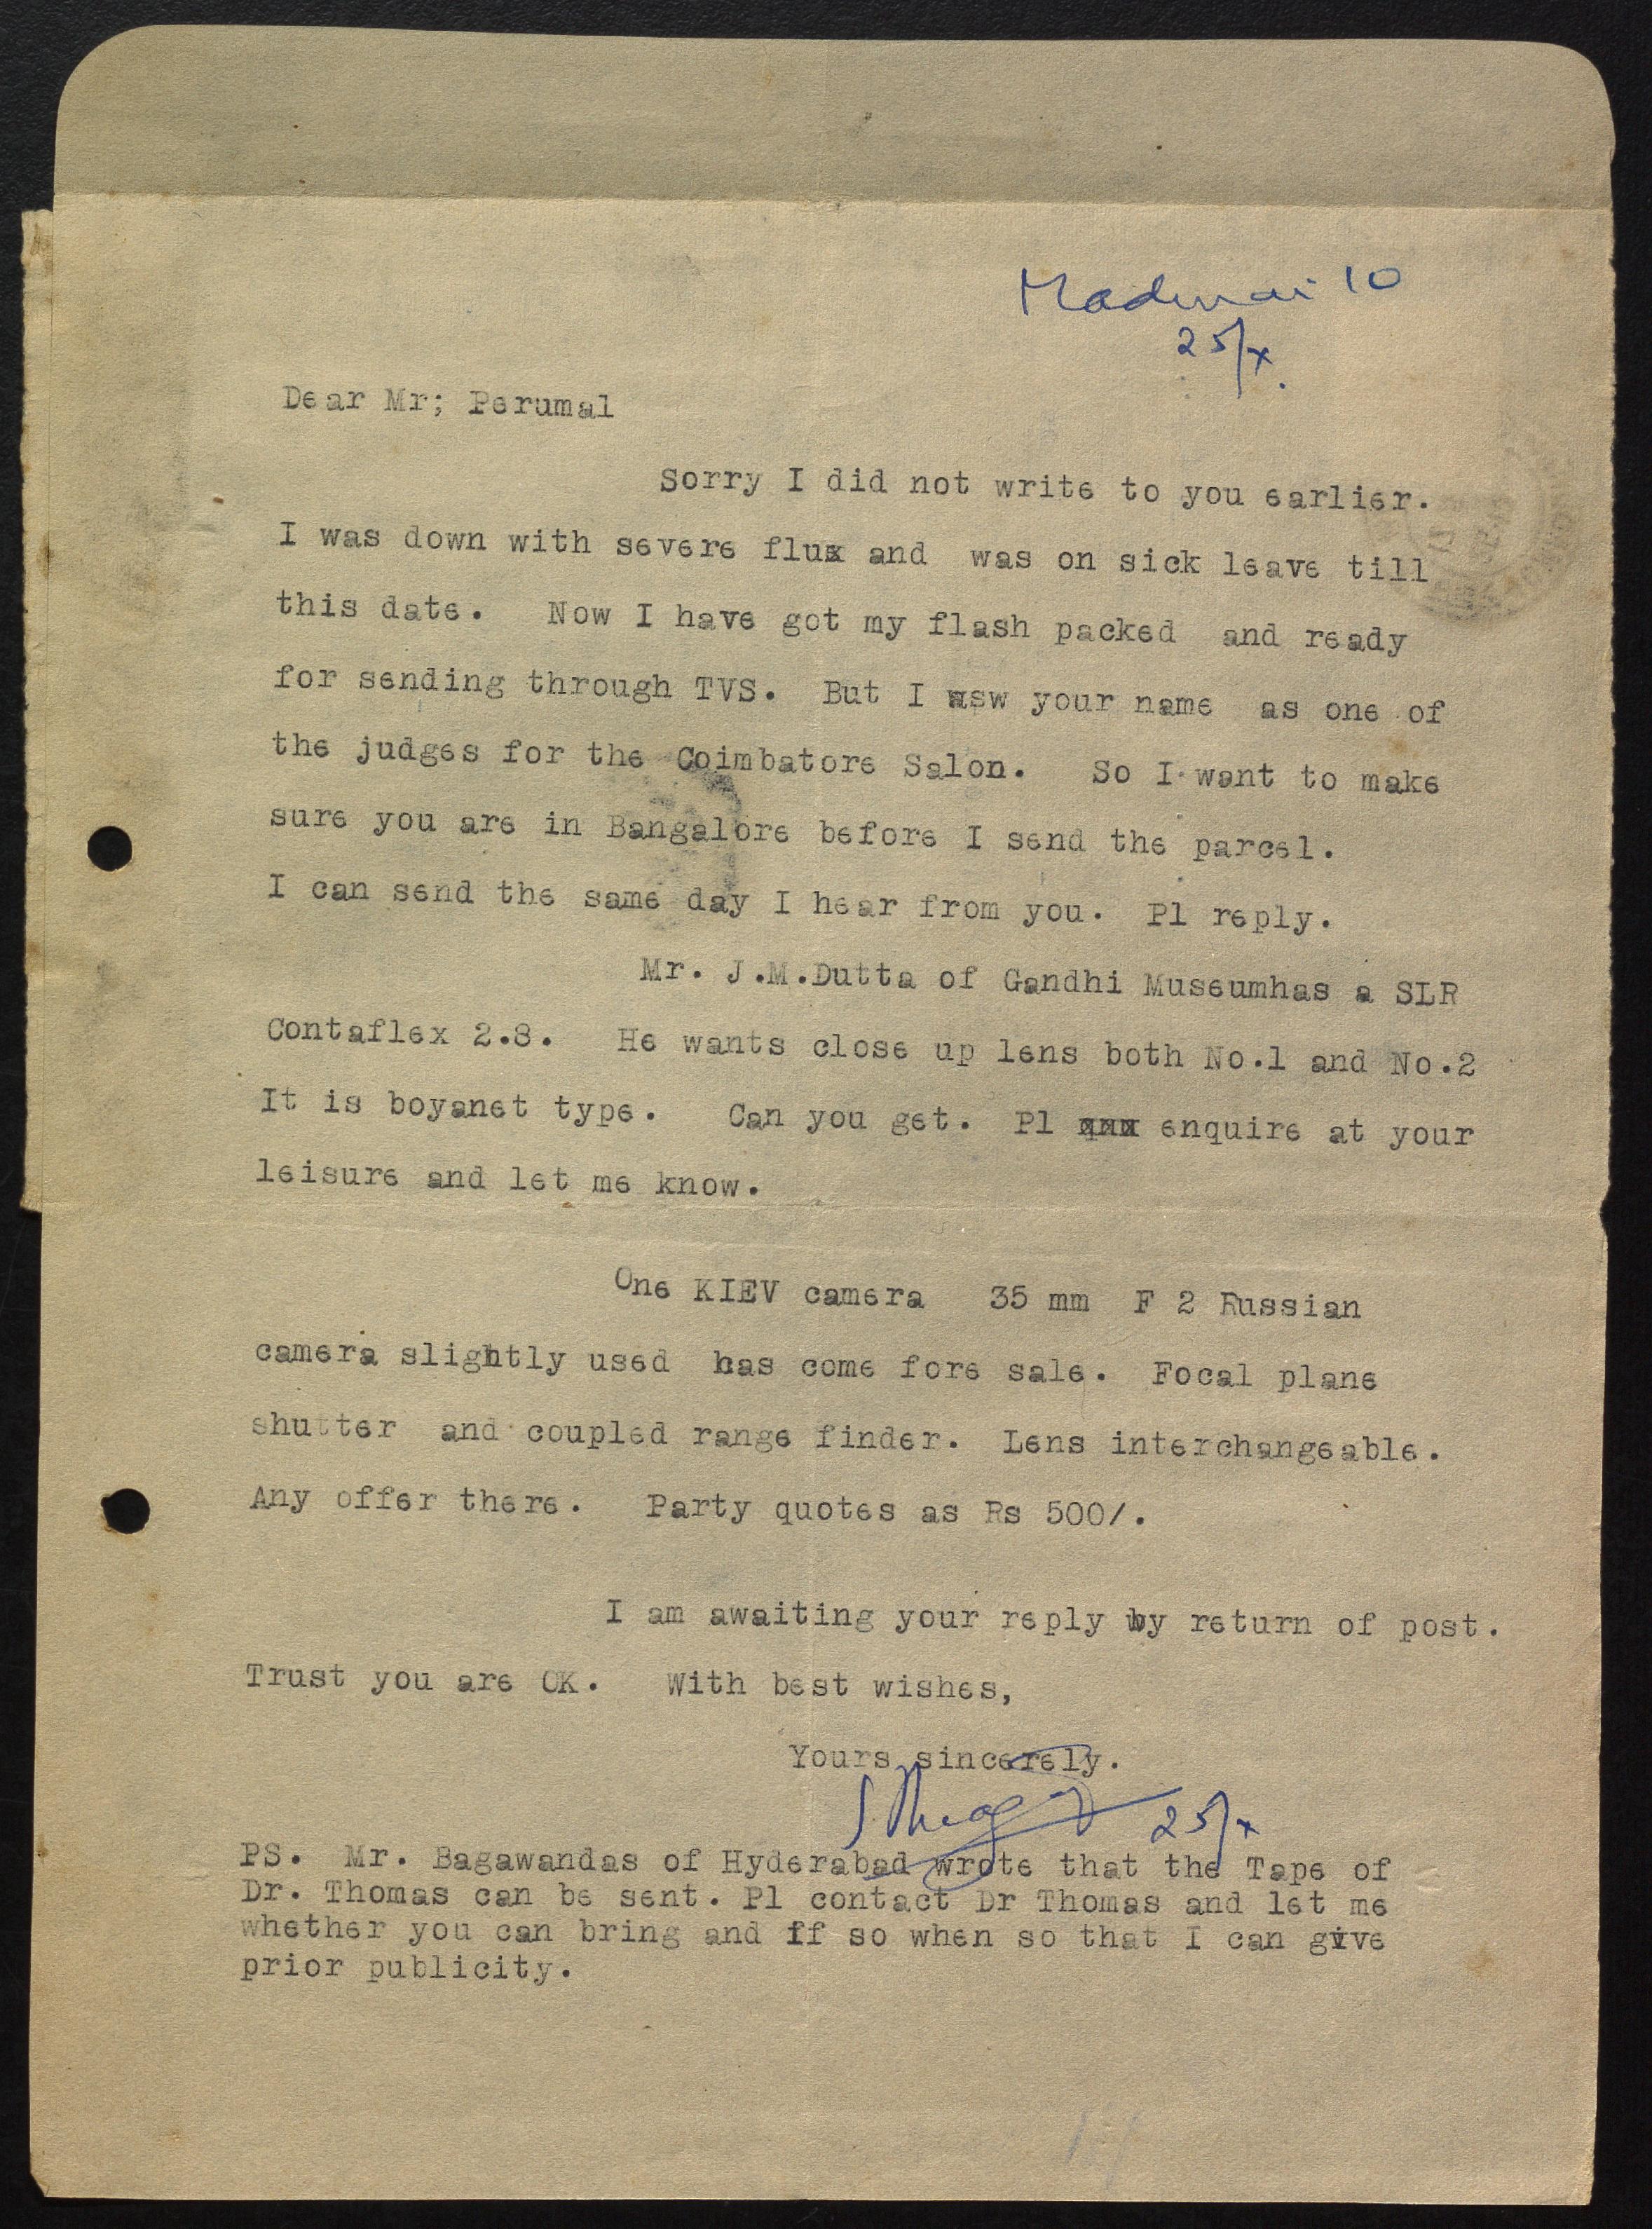 Madurai 10
25/x.
Dear Mr; Perumal
Sorry I did not write to you earlier.
I was down with severe flux and was on sick leave till
this date. Now I have got my flash packed and ready
for sending through TVS. But I asw your name as one of
the judges for the Coimbatore Salon. So I want to make
sure you are in Bangalore before I send the parcel.
I can send the same day I hear from you. Pl reply.
Mr. J.M.Dutta of Gandhi Museumhas a SLR
Contaflex 2.8. He wants close up lens both No.1 and No.2
It is boyanet type. Can you get. Pl enquire at your
leisure and let me know.
One KIEV camera 35 mm F 2 Russian
camera slightly used has come fore sale. Focal plane
shutter and coupled range finder. Lens interchangeable.
Any offer there. Party quotes as Rs 500/.
I am awaiting your reply by return of post.
Trust you are OK. With best wishes,
Yours sincerely.
25/x
PS. Mr. Bagawandas of Hyderabad wrote that the Tape of
Dr. Thomas can be sent. Pl contact Dr Thomas and let me
whether you can bring and if so when so that I can give
prior publicity.